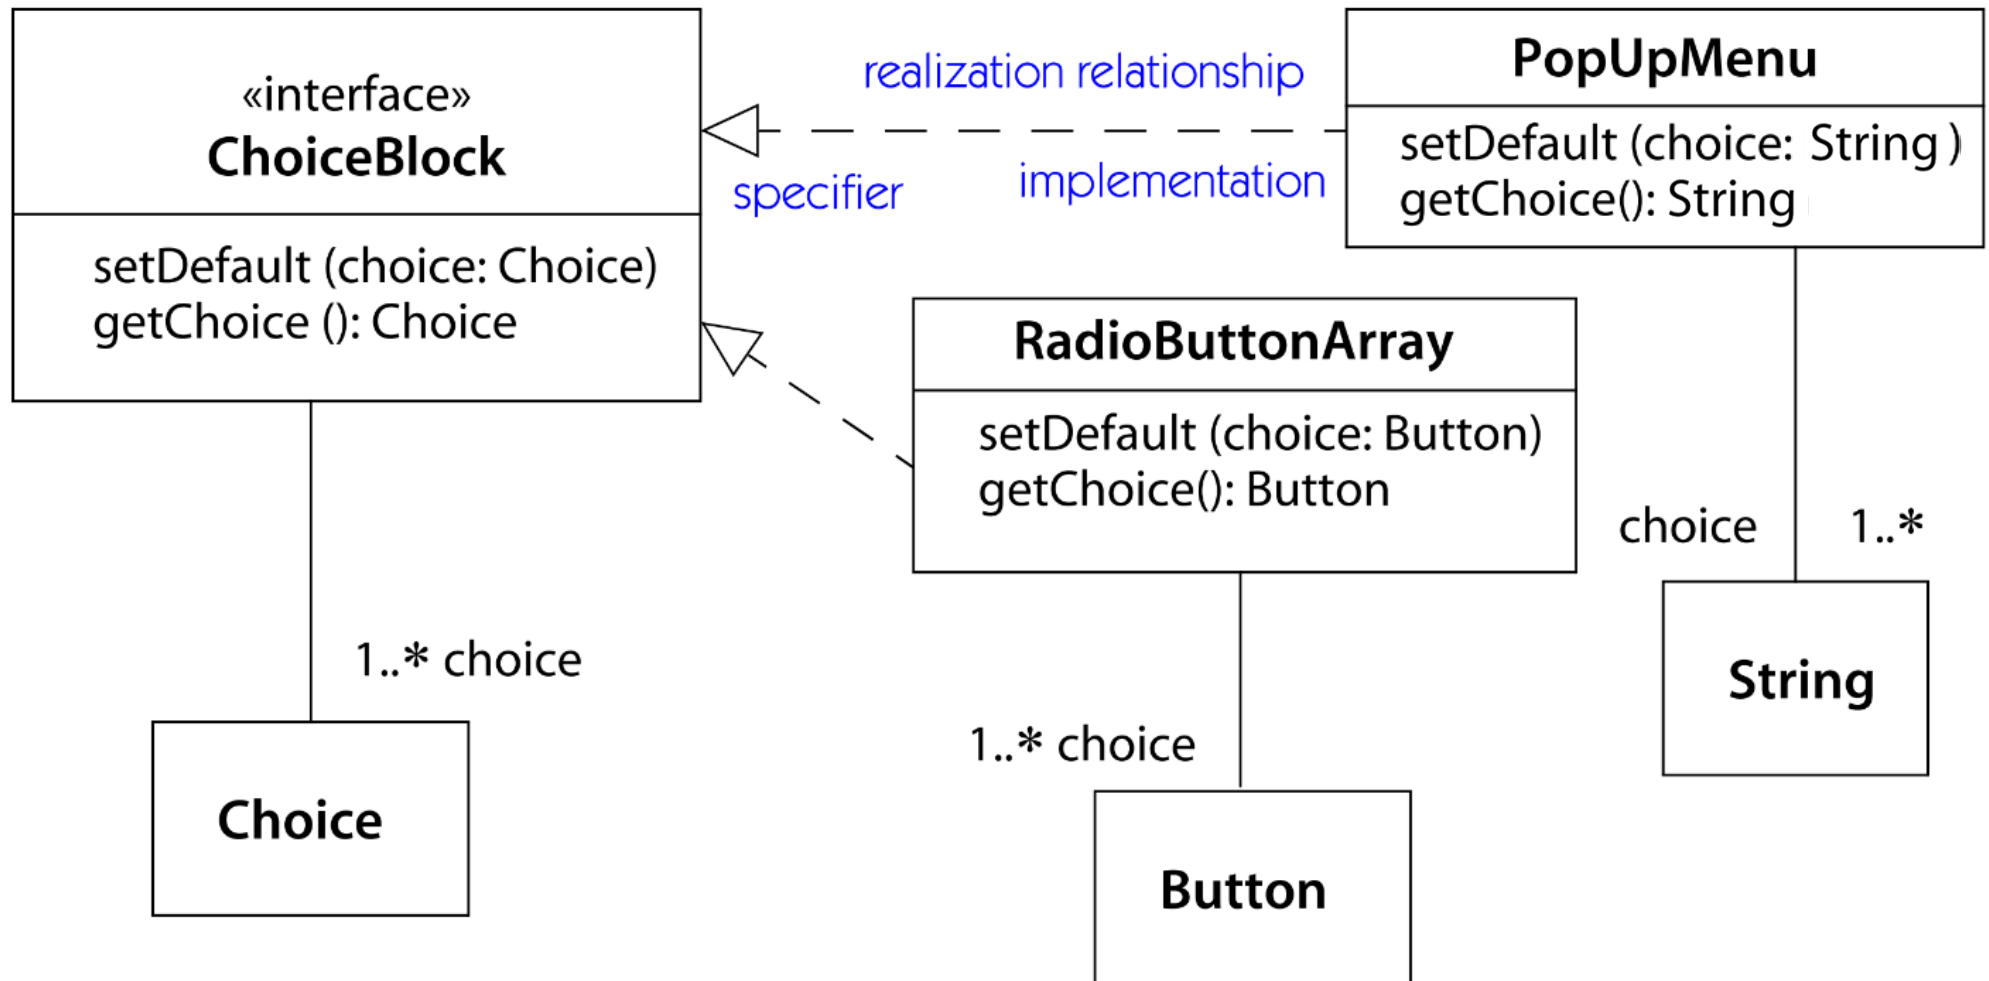 «interface»
ChoiceBlock
setDefault (choice: Choice)
getChoice (): Choice
realization relationship
specifier
implementation
PopUpMenu
setDefault (choice: String )
getChoice(): String
RadioButtonArray
setDefault (choice: Button)
getChoice(): Button
choice 1..*
String
1..* choice
Choice
1..* choice
Button